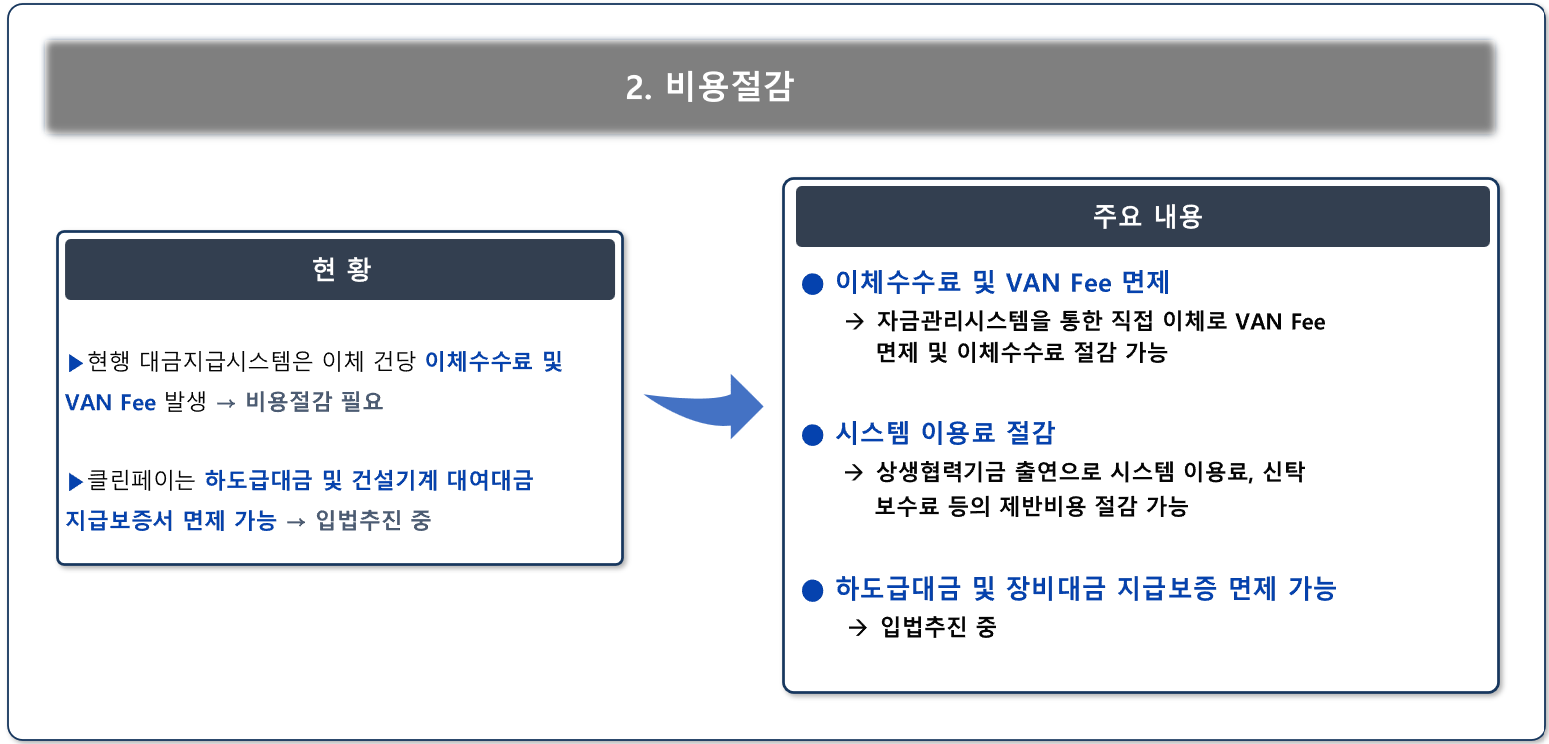 2. 비용절감
현 황
▶현행 대금지급시스템은 이체 건당 이체수수료 및
VAN Fee 발생 → 비용절감 필요
▶클린페이는 하도급대금 및 건설기계 대여대금
지급보증서 면제 가능 → 입법추진 중
주요 내용
● 이체수수료 및 VAN Fee 면제
→ 자금관리시스템을 통한 직접 이체로 VAN Fee
면제 및 이체수수료 절감 가능
● 시스템 이용료 절감
→ 상생협력기금 출연으로 시스템 이용료, 신탁
보수료 등의 제반비용 절감 가능
● 하도급대금 및 장비대금 지급보증 면제 가능
→ 입법추진 중